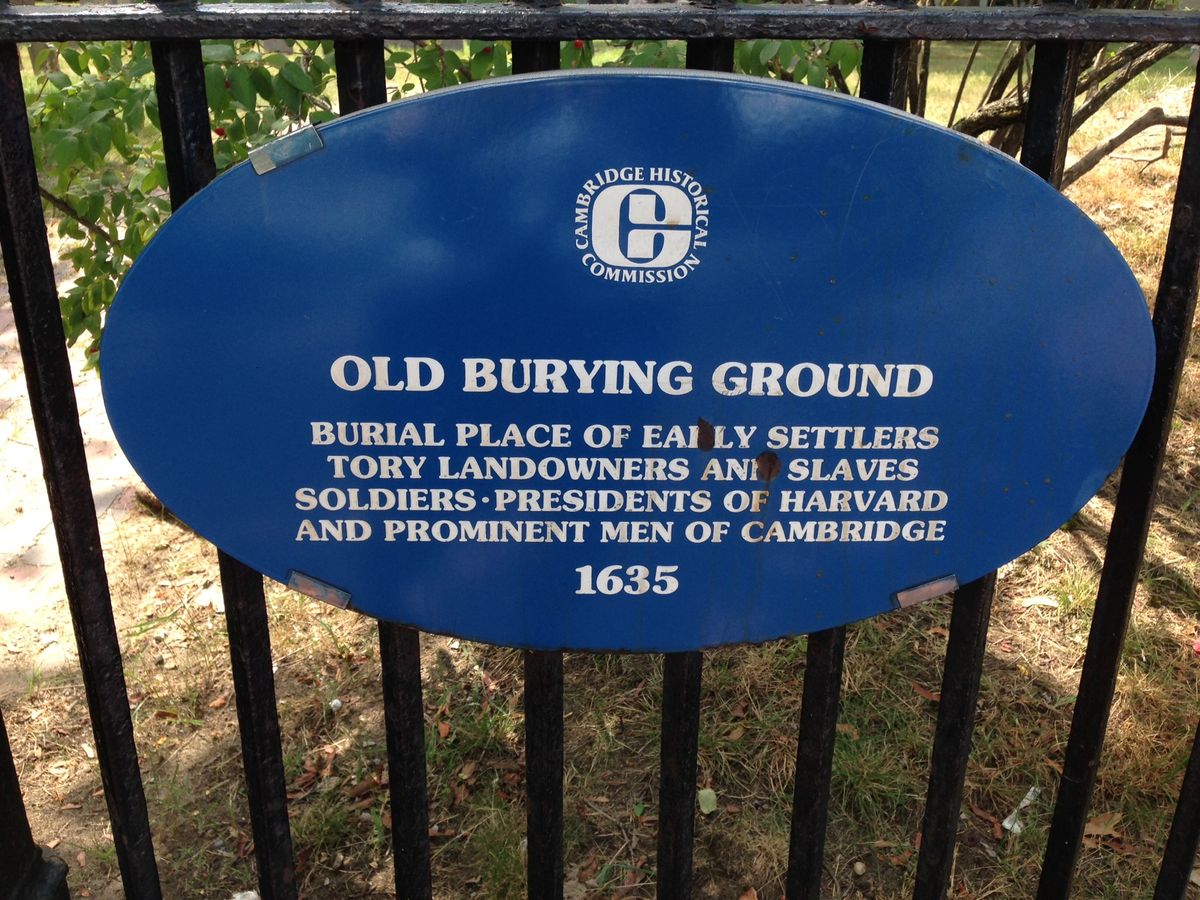 CAMBRIDGE HISTORICAL
COMMISSION
OLD BURYING GROUND
BURIAL PLACE OF EARLY SETTLERS
TORY LANDOWNERS AND SLAVES
SOLDIERS · PRESIDENTS OF HARVARD
AND PROMINENT MEN OF CAMBRIDGE
1635